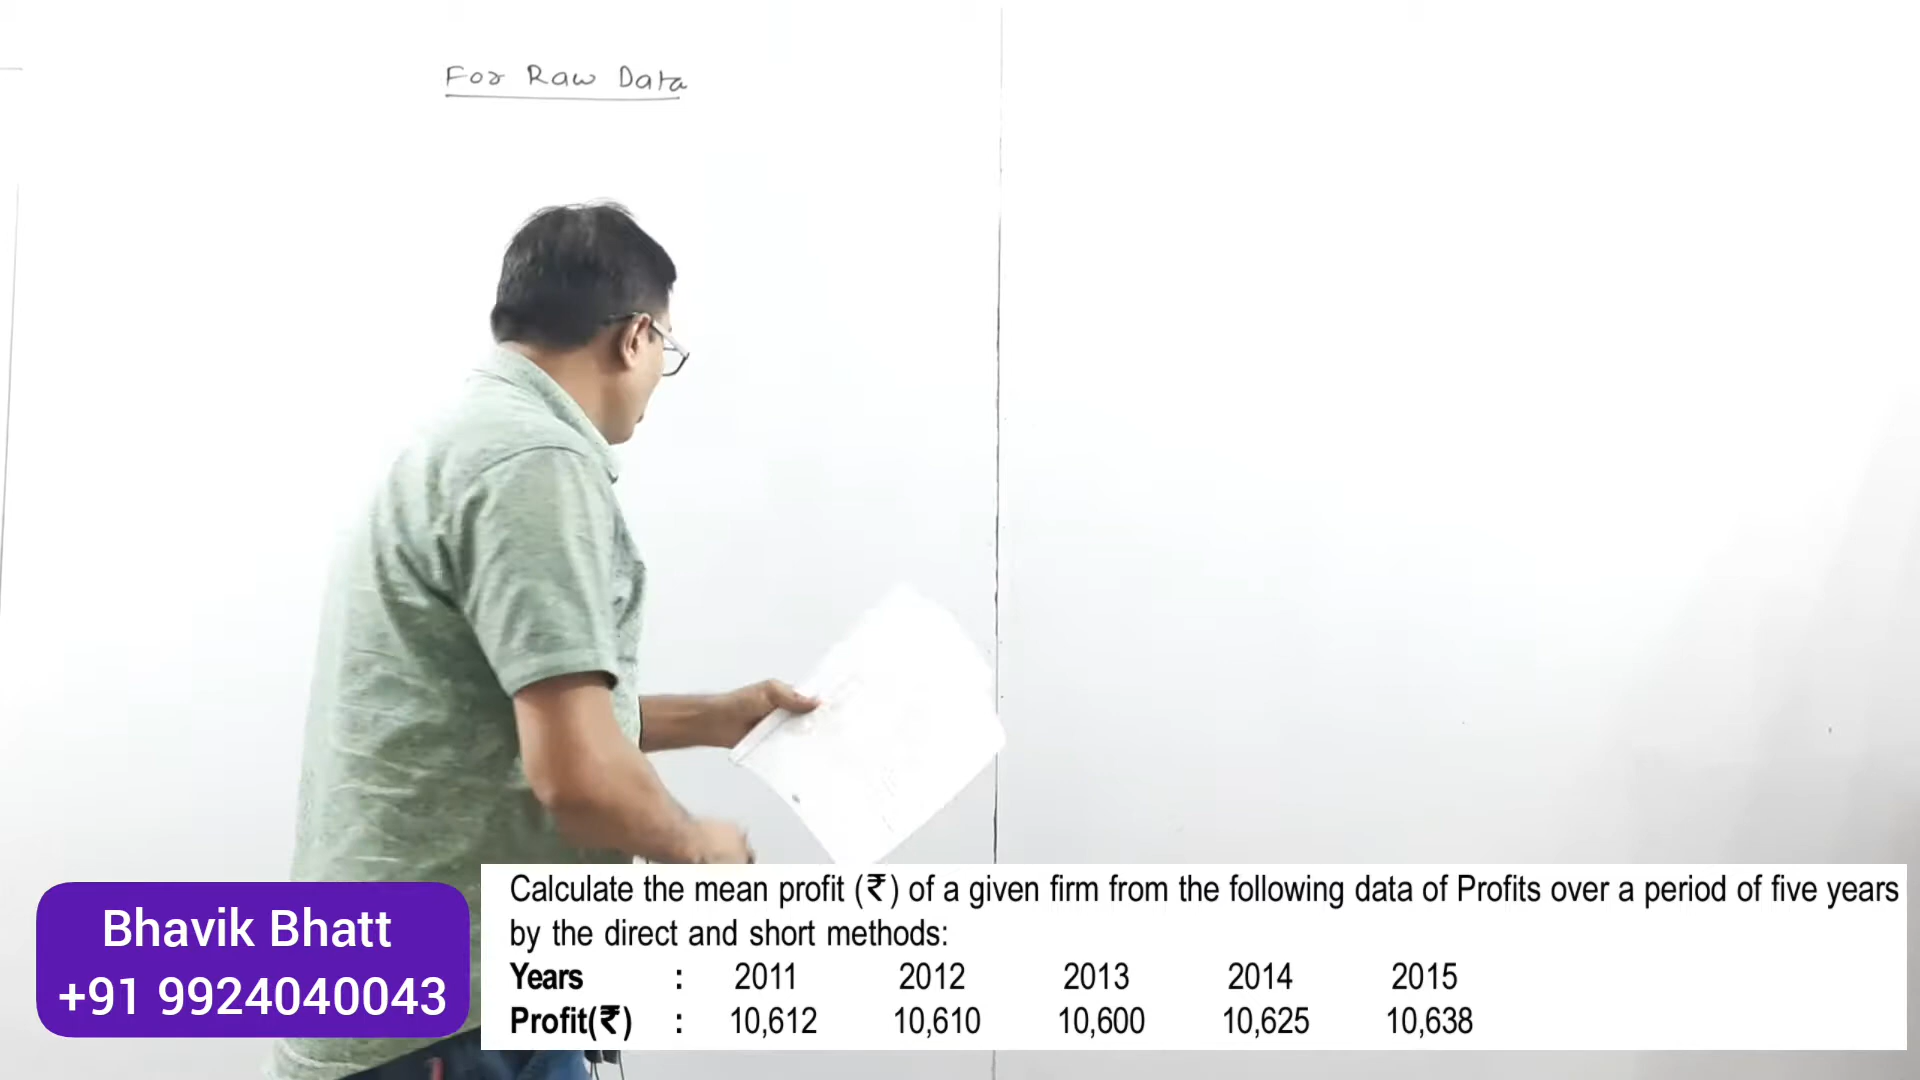 For Raw Data
Bhavik Bhatt
+91 9924040043
Calculate the mean profit (₹) of a given firm from the following data of Profits over a period of five years
by the direct and short methods:
Years : 2011 2012 2013 2014 2015
Profit(₹) : 10,612 10,610 10,600 10,625 10,638